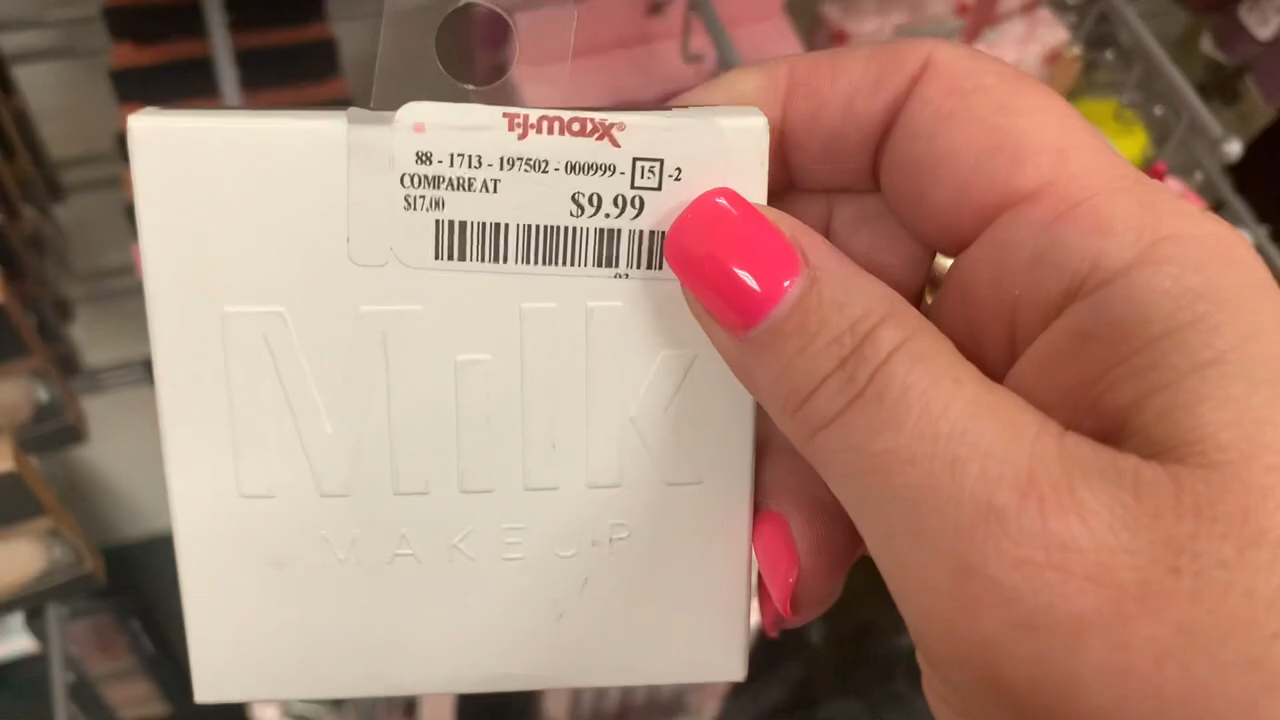 T·J·maxx®
88 - 1713 - 197502 - 000999 - 15 -2
COMPARE AT
$17.00 $9.99
Milk
MAKEUP